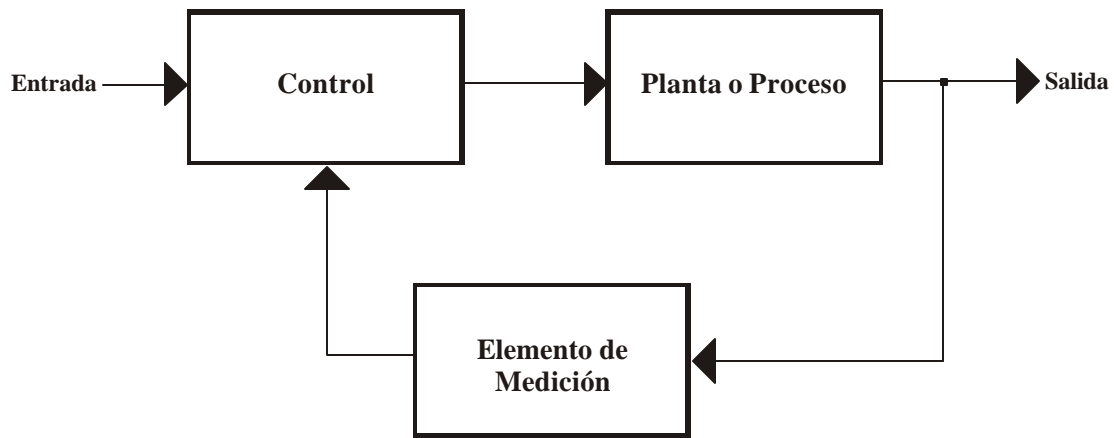 Entrada
Control
Planta o Proceso
Salida
Elemento de
Medición